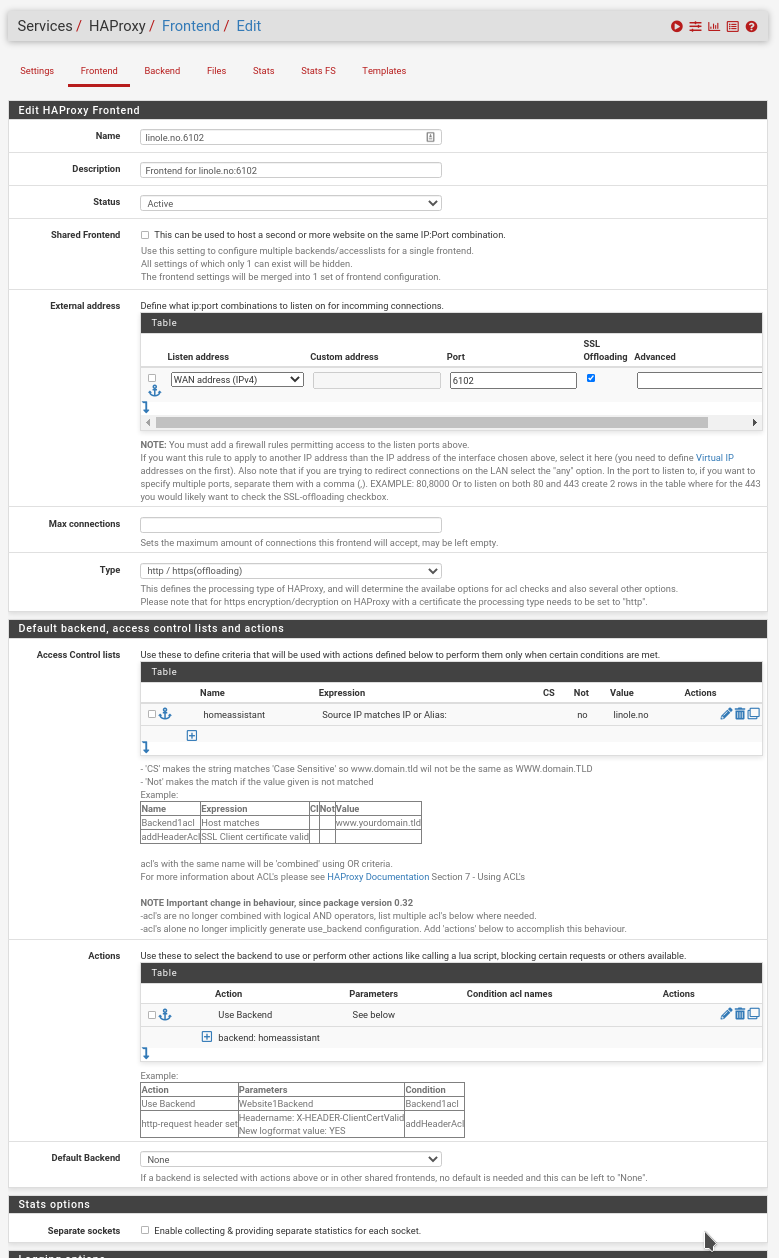 Services / HAProxy / Frontend / Edit
Settings Frontend Backend Files Stats Stats FS Templates
Edit HAProxy Frontend
Name linole.no.6102
Description Frontend for linole.no:6102
Status Active
Shared Frontend This can be used to host a second or more website on the same IP:Port combination.
Use this setting to configure multiple backends/accesslists for a single frontend.
All settings of which only 1 can exist will be hidden.
The frontend settings will be merged into 1 set of frontend configuration.
External address Define what ip:port combinations to listen on for incomming connections.
Table
Listen address Custom address Port SSL Offloading Advanced
WAN address (IPv4) 6102
NOTE: You must add a firewall rules permitting access to the listen ports above.
If you want this rule to apply to another IP address than the IP address of the interface chosen above, select it here (you need to define Virtual IP
addresses on the first). Also note that if you are trying to redirect connections on the LAN select the "any" option. In the port to listen to, if you want to
specify multiple ports, separate them with a comma (,). EXAMPLE: 80,8000 Or to listen on both 80 and 443 create 2 rows in the table where for the 443
you would likely want to check the SSL-offloading checkbox.
Max connections
Sets the maximum amount of connections this frontend will accept, may be left empty.
Type http / https(offloading)
This defines the processing type of HAProxy, and will determine the availabe options for acl checks and also several other options.
Please note that for https encryption/decryption on HAProxy with a certificate the processing type needs to be set to "http".
Default backend, access control lists and actions
Access Control lists Use these to define criteria that will be used with actions defined below to perform them only when certain conditions are met.
Table
Name Expression CS Not Value Actions
homeassistant Source IP matches IP or Alias: no linole.no
- 'CS' makes the string matches 'Case Sensitive' so www.domain.tld wil not be the same as WWW.domain.TLD
- 'Not' makes the match if the value given is not matched
Example:
Name Expression CI Not Value
Backend1acl Host matches www.yourdomain.tld
addHeaderAcl SSL Client certificate valid
acl's with the same name will be 'combined' using OR criteria.
For more information about ACL's please see HAProxy Documentation Section 7 - Using ACL's
NOTE Important change in behaviour, since package version 0.32
-acl's are no longer combined with logical AND operators, list multiple acl's below where needed.
-acl's alone no longer implicitly generate use_backend configuration. Add 'actions' below to accomplish this behaviour.
Actions Use these to select the backend to use or perform other actions like calling a lua script, blocking certain requests or others available.
Table
Action Parameters Condition acl names Actions
Use Backend See below
backend: homeassistant
Example:
Action Parameters Condition
Use Backend Website1Backend Backend1acl
http-request header set Headername: X-HEADER-ClientCertValid
New logformat value: YES addHeaderAcl
Default Backend None
If a backend is selected with actions above or in other shared frontends, no default is needed and this can be left to "None".
Stats options
Separate sockets Enable collecting & providing separate statistics for each socket.
Logging options